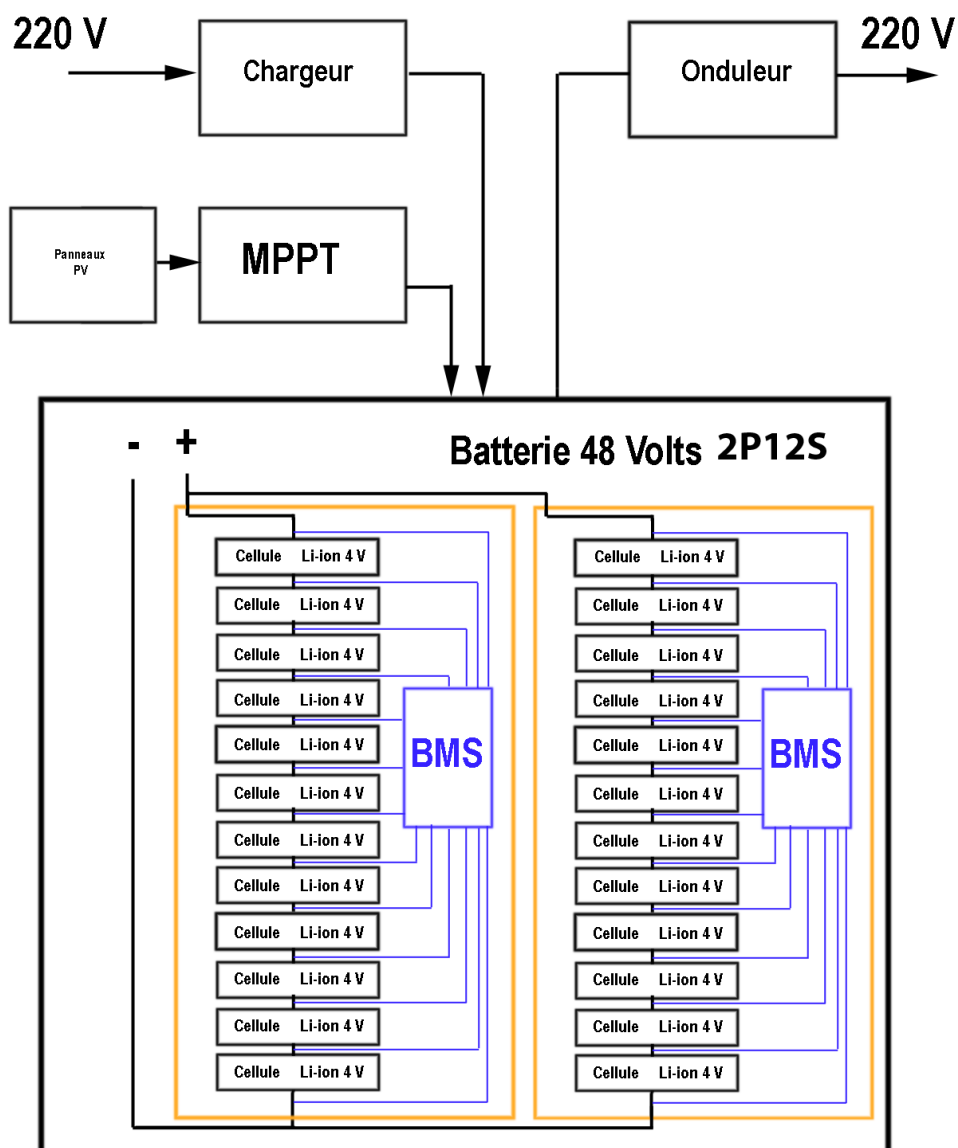 220 V
Chargeur
Onduleur
220 V
Panneaux
PV
MPPT
- +
Batterie 48 Volts 2P12S
Cellule Li-ion 4 V
Cellule Li-ion 4 V
Cellule Li-ion 4 V
Cellule Li-ion 4 V
Cellule Li-ion 4 V
Cellule Li-ion 4 V
Cellule Li-ion 4 V
Cellule Li-ion 4 V
Cellule Li-ion 4 V
Cellule Li-ion 4 V
Cellule Li-ion 4 V
Cellule Li-ion 4 V
BMS
Cellule Li-ion 4 V
Cellule Li-ion 4 V
Cellule Li-ion 4 V
Cellule Li-ion 4 V
Cellule Li-ion 4 V
Cellule Li-ion 4 V
Cellule Li-ion 4 V
Cellule Li-ion 4 V
Cellule Li-ion 4 V
Cellule Li-ion 4 V
Cellule Li-ion 4 V
Cellule Li-ion 4 V
BMS